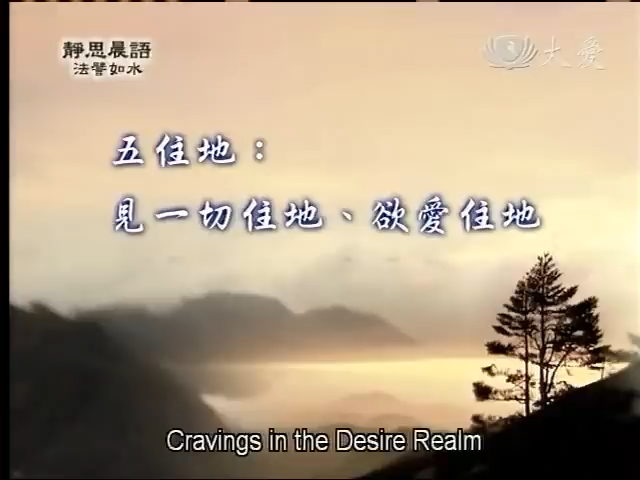 靜思晨語
法譬如水
大愛
五住地：
見一切住地、欲愛住地
Cravings in the Desire Realm